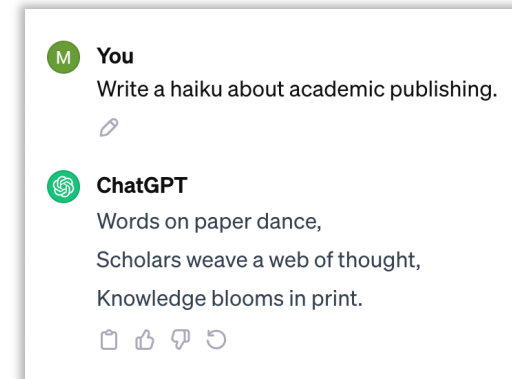 M
You
Write a haiku about academic publishing.
ChatGPT
Words on paper dance,
Scholars weave a web of thought,
Knowledge blooms in print.